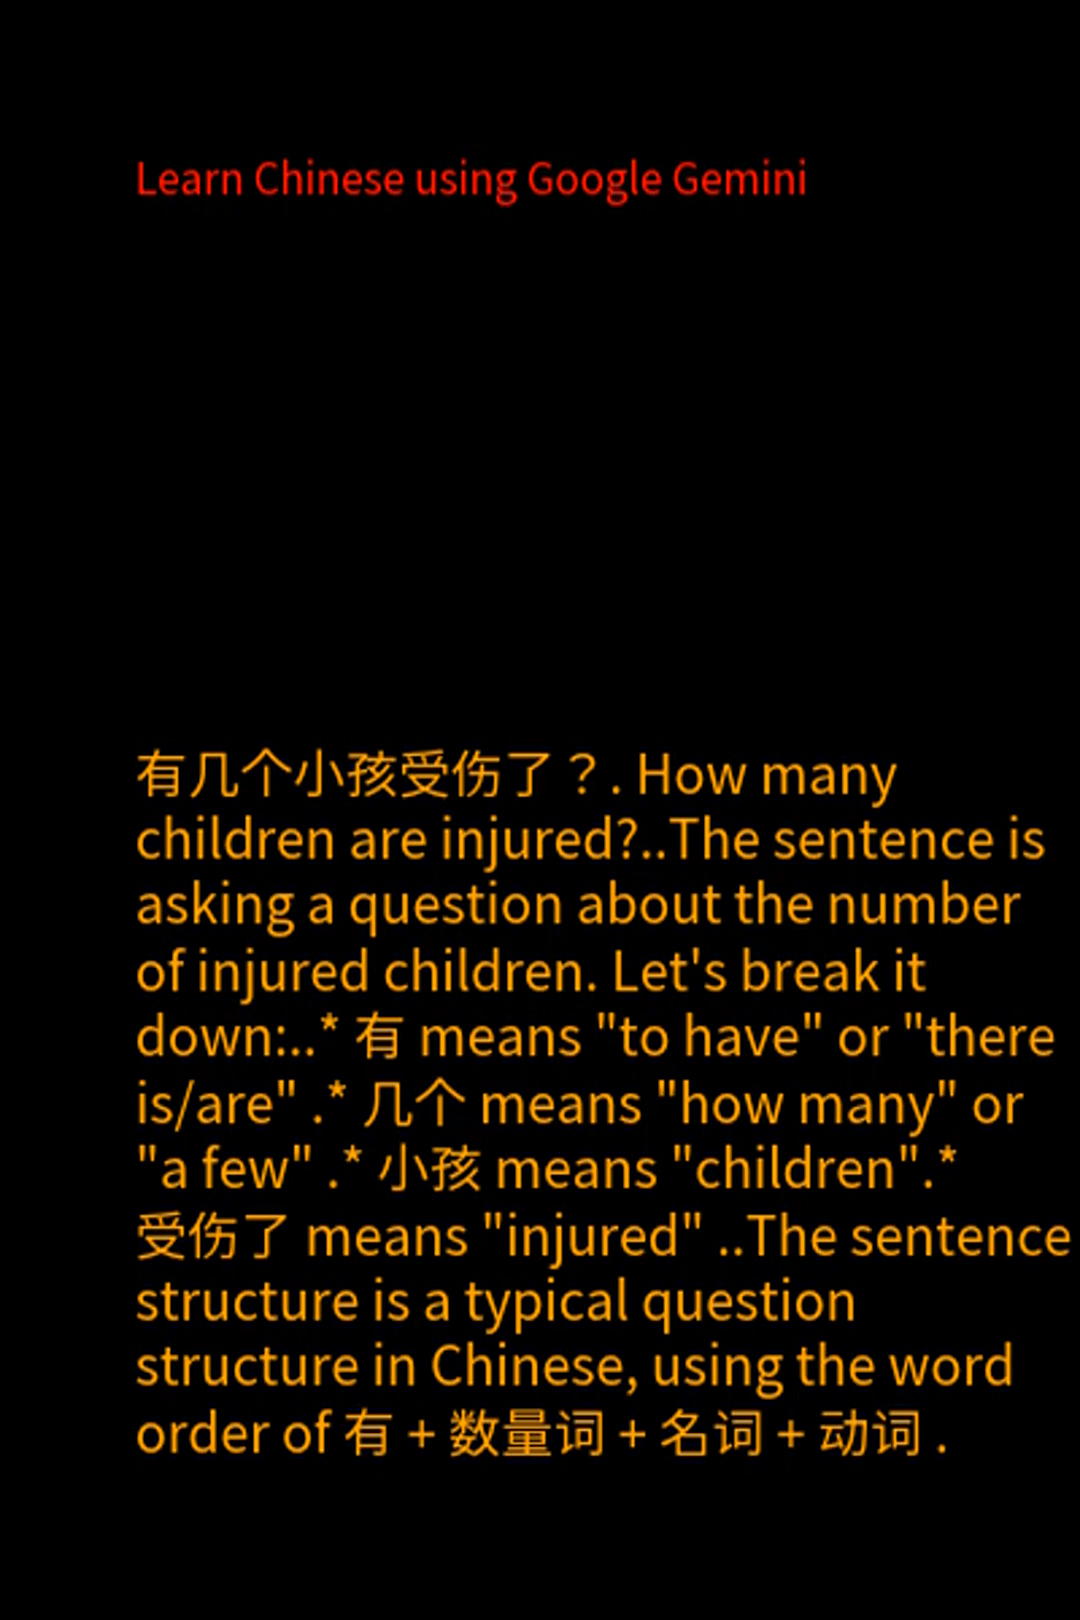 Learn Chinese using Google Gemini
有几个小孩受伤了？. How many
children are injured?..The sentence is
asking a question about the number
of injured children. Let's break it
down:..* 有 means "to have" or "there
is/are" .* 几个 means "how many" or
"a few" .* 小孩 means "children".*
受伤了 means "injured" ..The sentence
structure is a typical question
structure in Chinese, using the word
order of 有 + 数量词 + 名词 + 动词 .